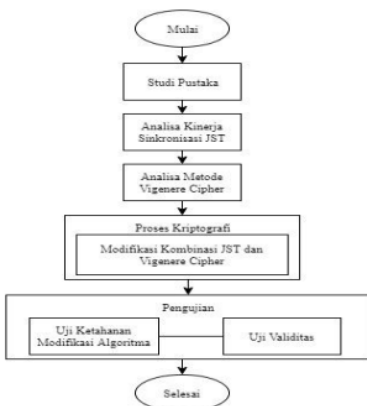 Mulai
Studi Pustaka
Analisa Kinerja
Sinkronisasi JST
Analisa Metode
Vigenere Cipher
Proses Kriptografi
Modifikasi Kombinasi JST dan
Vigenere Cipher
Pengujian
Uji Ketahanan
Modifikasi Algoritma
Uji Validitas
Selesai